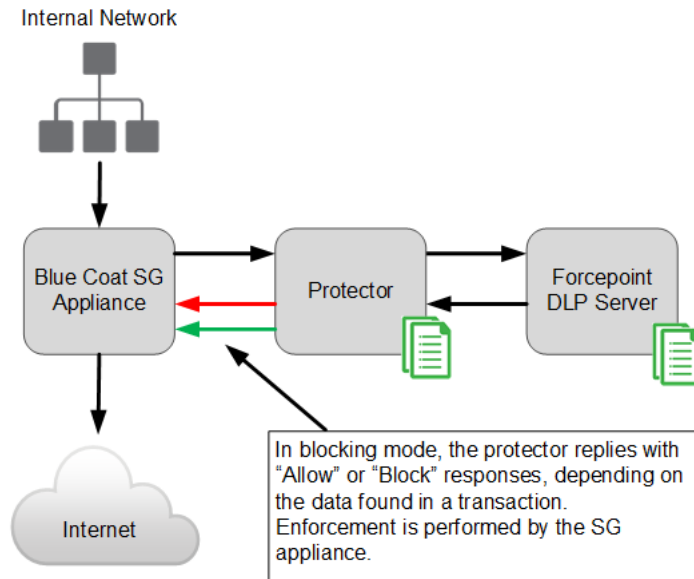 Internal Network
Blue Coat SG
Appliance
Protector
Forcepoint
DLP Server
In blocking mode, the protector replies with
“Allow” or “Block” responses, depending on
the data found in a transaction.
Enforcement is performed by the SG
appliance.
Internet